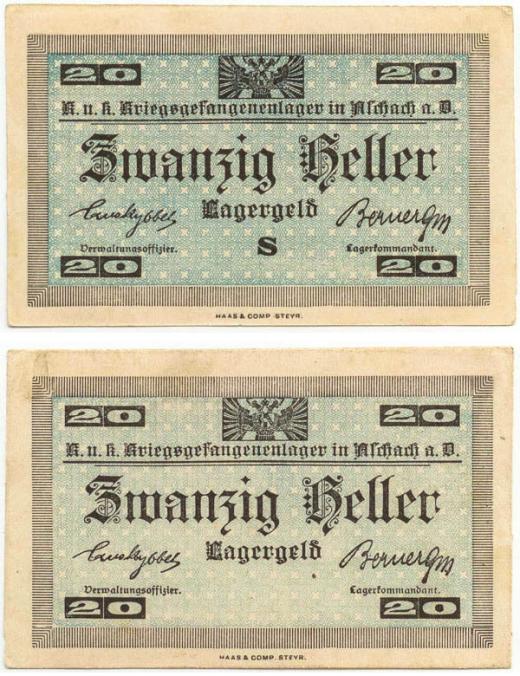 20 20
K. u. k. Kriegsgefangenenlager in Aschach a. D.
Zwanzig Heller
Lagergeld
S
Verwaltungsoffizier. Lagerkommandant.
20 20
HAAS & COMP. STEYR.
20 20
K. u. k. Kriegsgefangenenlager in Aschach a. D.
Zwanzig Heller
Lagergeld
Verwaltungsoffizier. Lagerkommandant.
20 20
HAAS & COMP. STEYR.